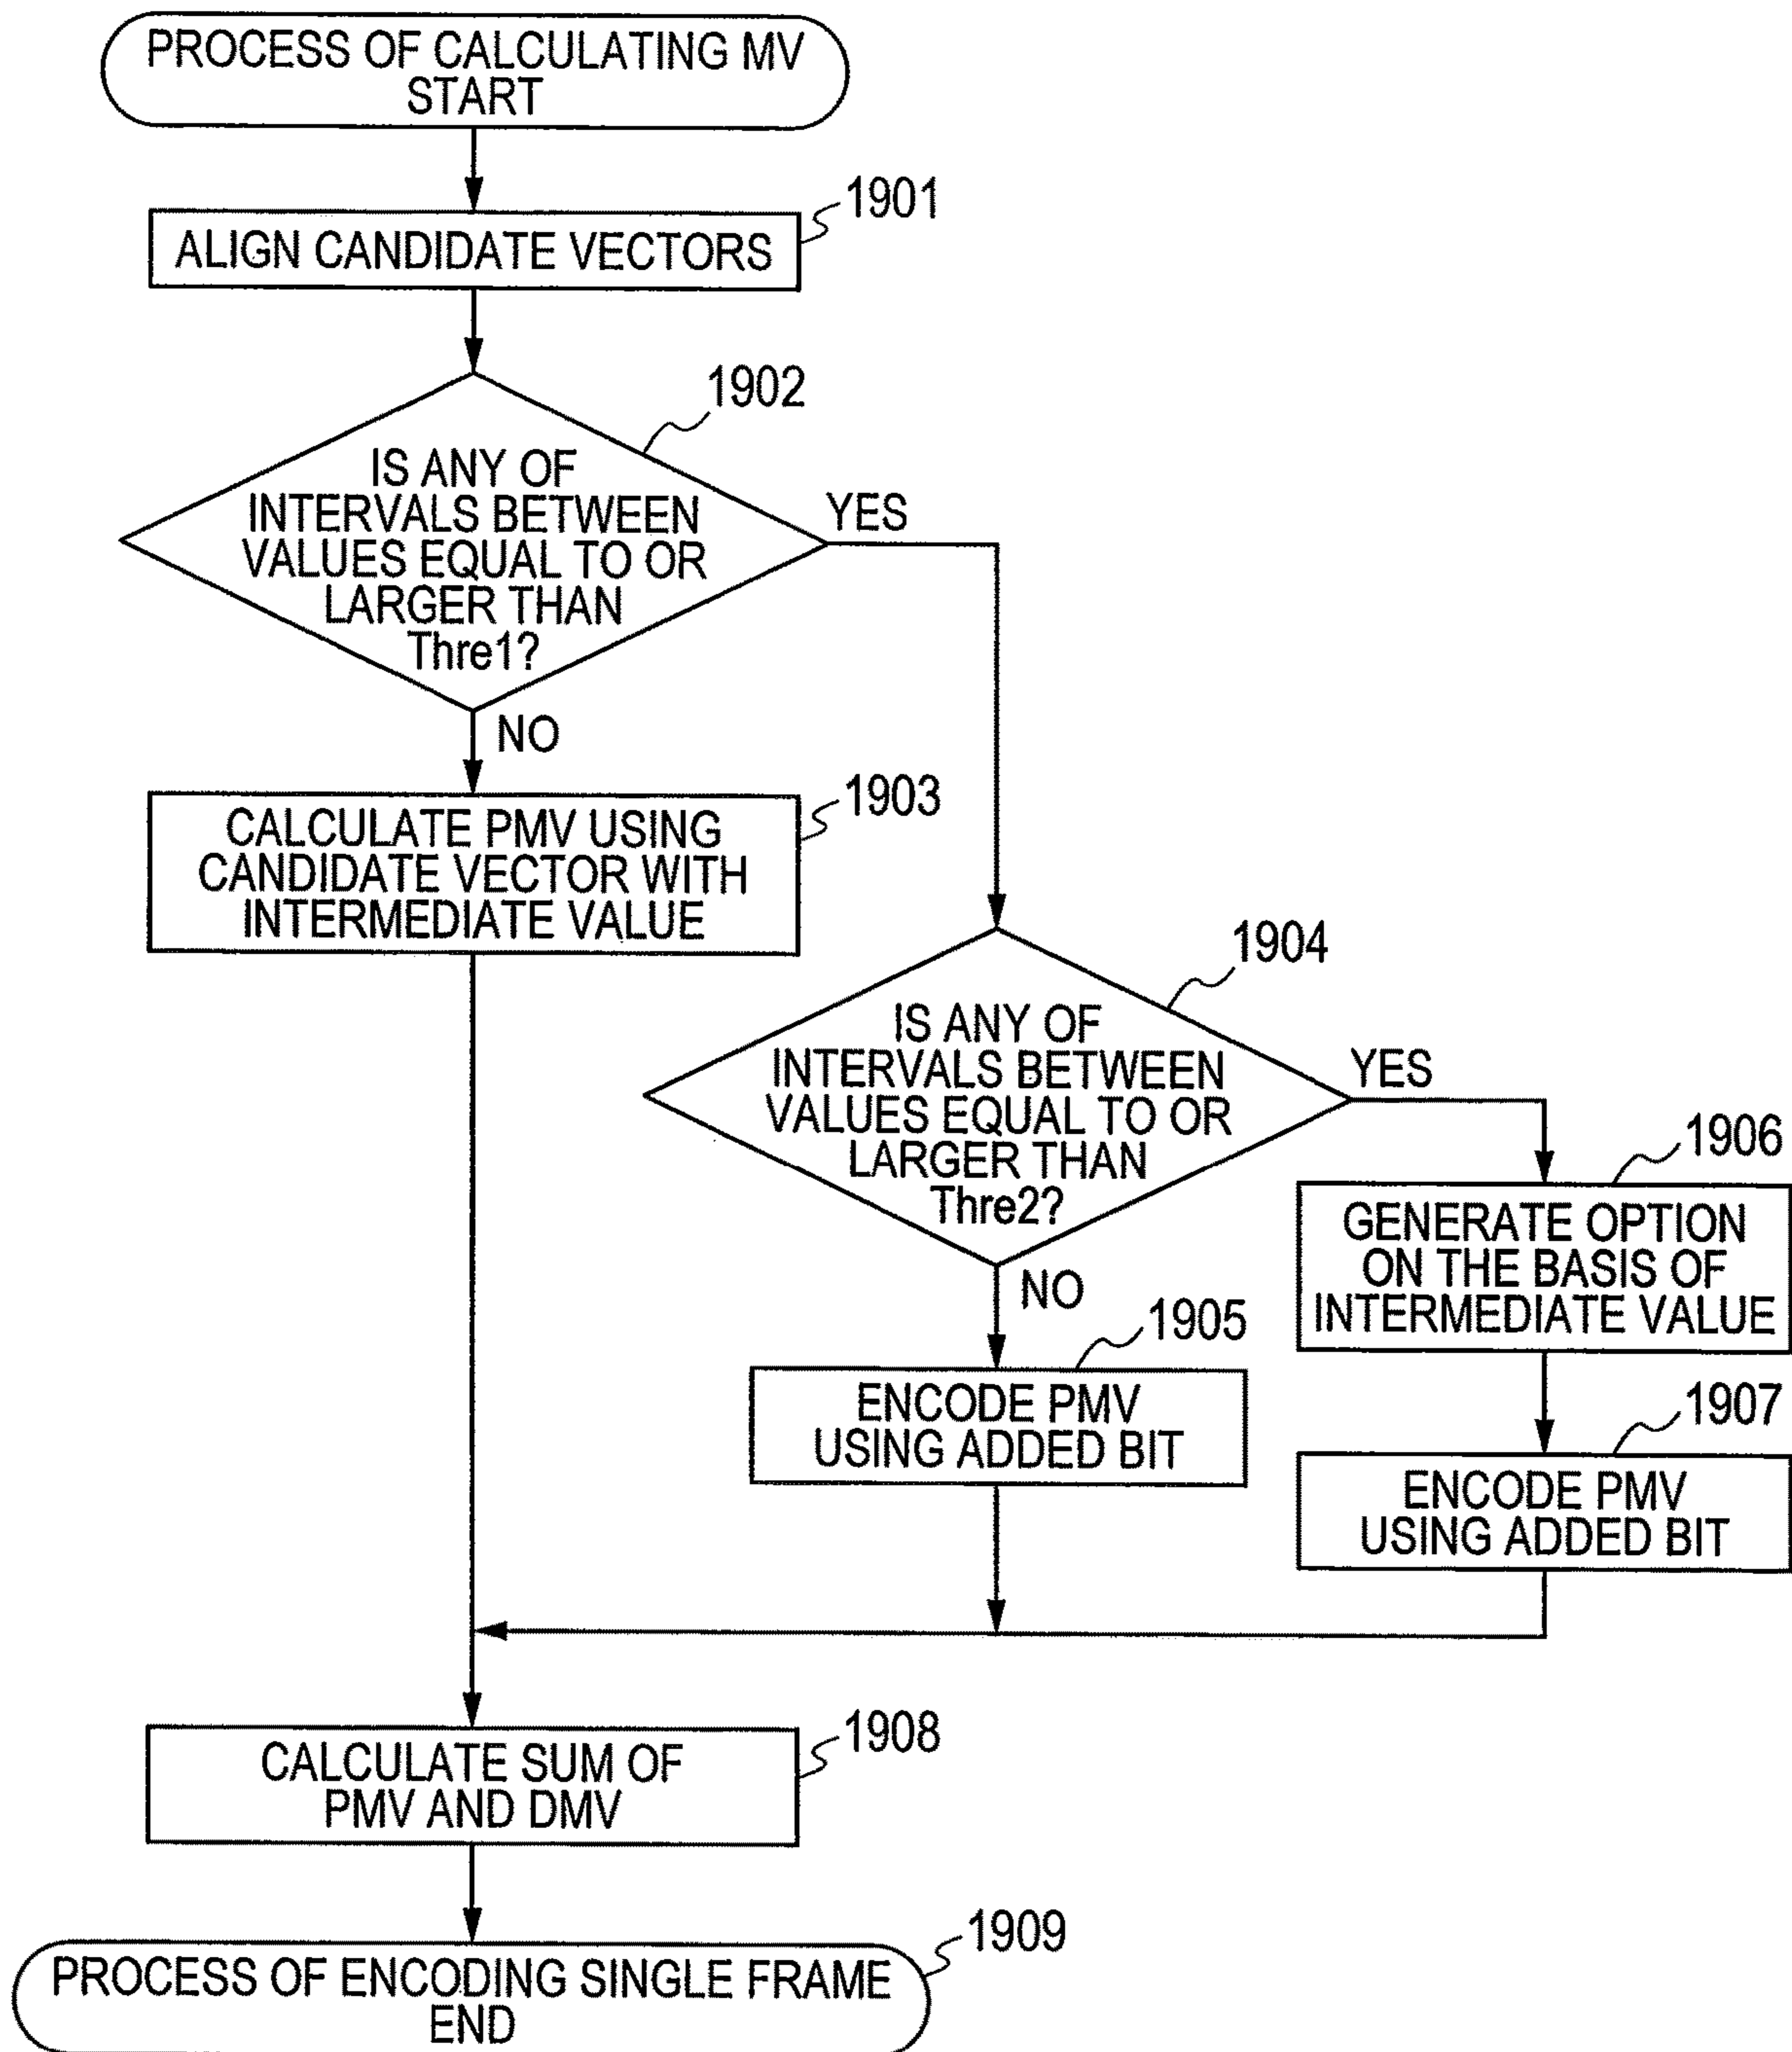 PROCESS OF CALCULATING MV
START
1901
ALIGN CANDIDATE VECTORS
1902
IS ANY OF
INTERVALS BETWEEN
VALUES EQUAL TO OR
LARGER THAN
Thre1?
YES
NO
1903
CALCULATE PMV USING
CANDIDATE VECTOR WITH
INTERMEDIATE VALUE
1904
IS ANY OF
INTERVALS BETWEEN
VALUES EQUAL TO OR
LARGER THAN
Thre2?
YES
NO
1906
GENERATE OPTION
ON THE BASIS OF
INTERMEDIATE VALUE
1905
ENCODE PMV
USING ADDED BIT
1907
ENCODE PMV
USING ADDED BIT
1908
CALCULATE SUM OF
PMV AND DMV
1909
PROCESS OF ENCODING SINGLE FRAME
END